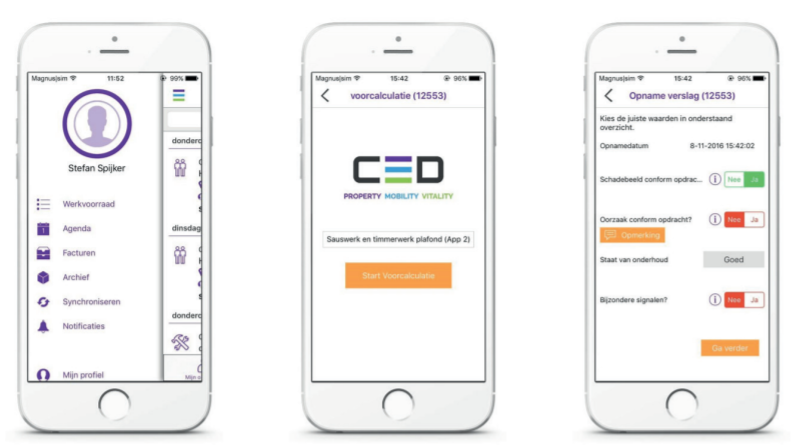 Magnus|sim 11:52 99%
Stefan Spijker
Werkvoorraad
Agenda
Facturen
Archief
Synchroniseren
Notificaties
Mijn profiel
donderd
dinsdag
donderd
Magnus|sim 15:42 96%
voorcalculatie (12553)
CED
PROPERTY MOBILITY VITALITY
Sauswerk en timmerwerk plafond (App 2)
Start Voorcalculatie
Magnus|sim 15:42 96%
Opname verslag (12553)
Kies de juiste waarden in onderstaand
overzicht.
Opnamedatum 8-11-2016 15:42:02
Schadebeeld conform opdrac... Nee Ja
Oorzaak conform opdracht? Nee Ja
Opmerking
Staat van onderhoud Goed
Bijzondere signalen? Nee Ja
Ga verder